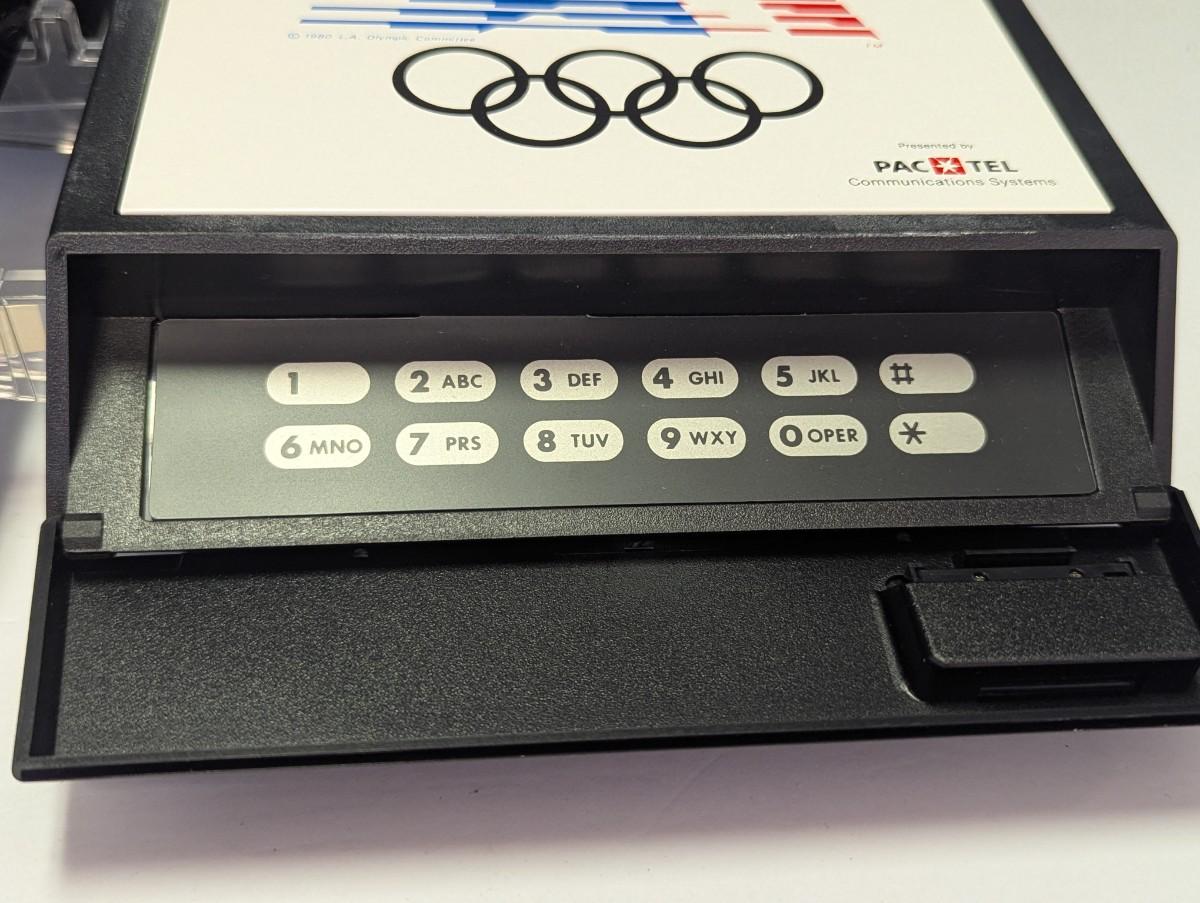 © 1980 L.A. Olympic Committee
TM
Presented by
PAC TEL
Communications Systems
1 2 ABC 3 DEF 4 GHI 5 JKL #
6 MNO 7 PRS 8 TUV 9 WXY 0 OPER *